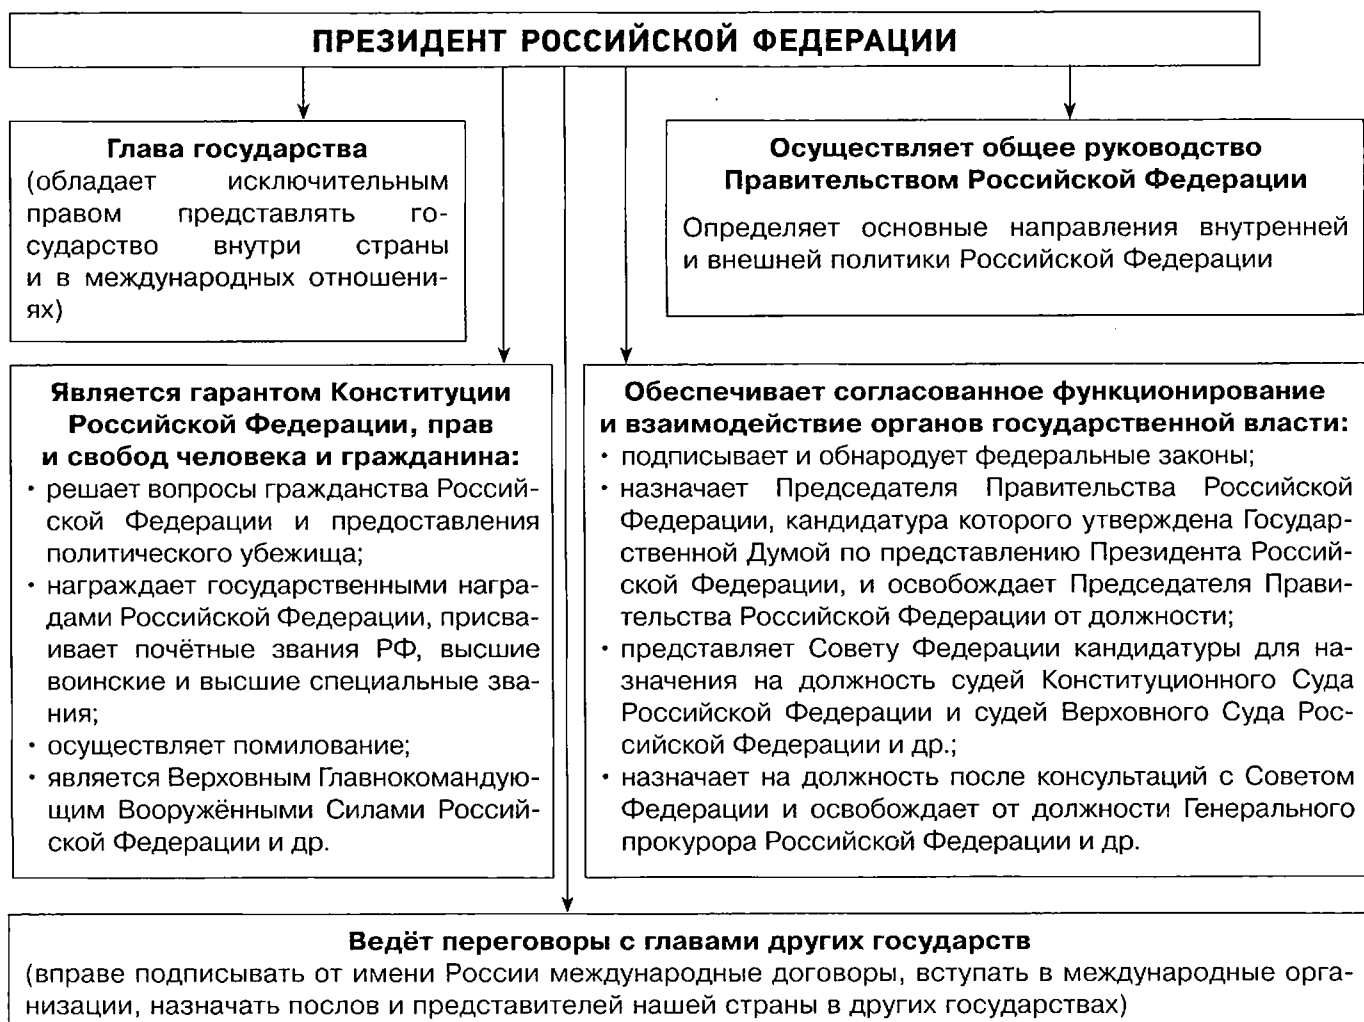 ПРЕЗИДЕНТ РОССИЙСКОЙ ФЕДЕРАЦИИ
Глава государства
(обладает исключительным
правом представлять го-
сударство внутри страны
и в международных отношени-
ях)
Осуществляет общее руководство
Правительством Российской Федерации
Определяет основные направления внутренней
и внешней политики Российской Федерации
Является гарантом Конституции
Российской Федерации, прав
и свобод человека и гражданина:
• решает вопросы гражданства Россий-
ской Федерации и предоставления
политического убежища;
• награждает государственными награ-
дами Российской Федерации, присва-
ивает почётные звания РФ, высшие
воинские и высшие специальные зва-
ния;
• осуществляет помилование;
• является Верховным Главнокомандую-
щим Вооружёнными Силами Россий-
ской Федерации и др.
Обеспечивает согласованное функционирование
и взаимодействие органов государственной власти:
• подписывает и обнародует федеральные законы;
• назначает Председателя Правительства Российской
Федерации, кандидатура которого утверждена Государ-
ственной Думой по представлению Президента Россий-
ской Федерации, и освобождает Председателя Прави-
тельства Российской Федерации от должности;
• представляет Совету Федерации кандидатуры для на-
значения на должность судей Конституционного Суда
Российской Федерации и судей Верховного Суда Рос-
сийской Федерации и др.;
• назначает на должность после консультаций с Советом
Федерации и освобождает от должности Генерального
прокурора Российской Федерации и др.
Ведёт переговоры с главами других государств
(вправе подписывать от имени России международные договоры, вступать в международные орга-
низации, назначать послов и представителей нашей страны в других государствах)